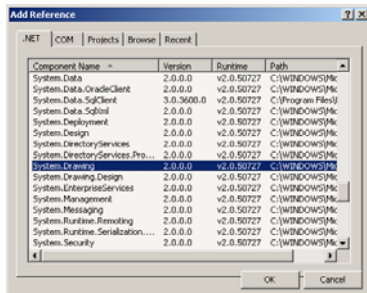 Add Reference
.NET COM Projects Browse Recent
Component Name Version Runtime Path
System.Data 2.0.0.0 v2.0.50727 C:\WINDOWS\Mic
System.Data.OracleClient 2.0.0.0 v2.0.50727 C:\WINDOWS\Mic
System.Data.SqlClient 3.0.3600.0 v2.0.50727 C:\Program Files\
System.Data.SqlXml 2.0.0.0 v2.0.50727 C:\WINDOWS\Mic
System.Deployment 2.0.0.0 v2.0.50727 C:\WINDOWS\Mic
System.Design 2.0.0.0 v2.0.50727 C:\WINDOWS\Mic
System.DirectoryServices 2.0.0.0 v2.0.50727 C:\WINDOWS\Mic
System.DirectoryServices.Pro... 2.0.0.0 v2.0.50727 C:\WINDOWS\Mic
System.Drawing 2.0.0.0 v2.0.50727 C:\WINDOWS\Mic
System.Drawing.Design 2.0.0.0 v2.0.50727 C:\WINDOWS\Mic
System.EnterpriseServices 2.0.0.0 v2.0.50727 C:\WINDOWS\Mic
System.Management 2.0.0.0 v2.0.50727 C:\WINDOWS\Mic
System.Messaging 2.0.0.0 v2.0.50727 C:\WINDOWS\Mic
System.Runtime.Remoting 2.0.0.0 v2.0.50727 C:\WINDOWS\Mic
System.Runtime.Serialization.... 2.0.0.0 v2.0.50727 C:\WINDOWS\Mic
System.Security 2.0.0.0 v2.0.50727 C:\WINDOWS\Mic
OK Cancel